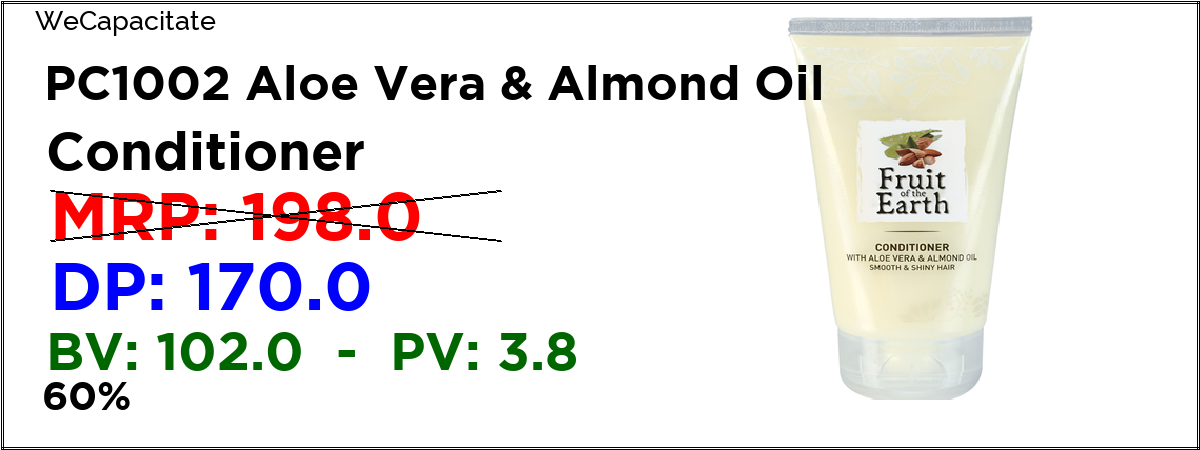 WeCapacitate
PC1002 Aloe Vera & Almond Oil
Conditioner
MRP: 198.0
DP: 170.0
BV: 102.0 - PV: 3.8
60%
Fruit
of the
Earth
CONDITIONER
WITH ALOE VERA & ALMOND OIL
SMOOTH & SHINY HAIR